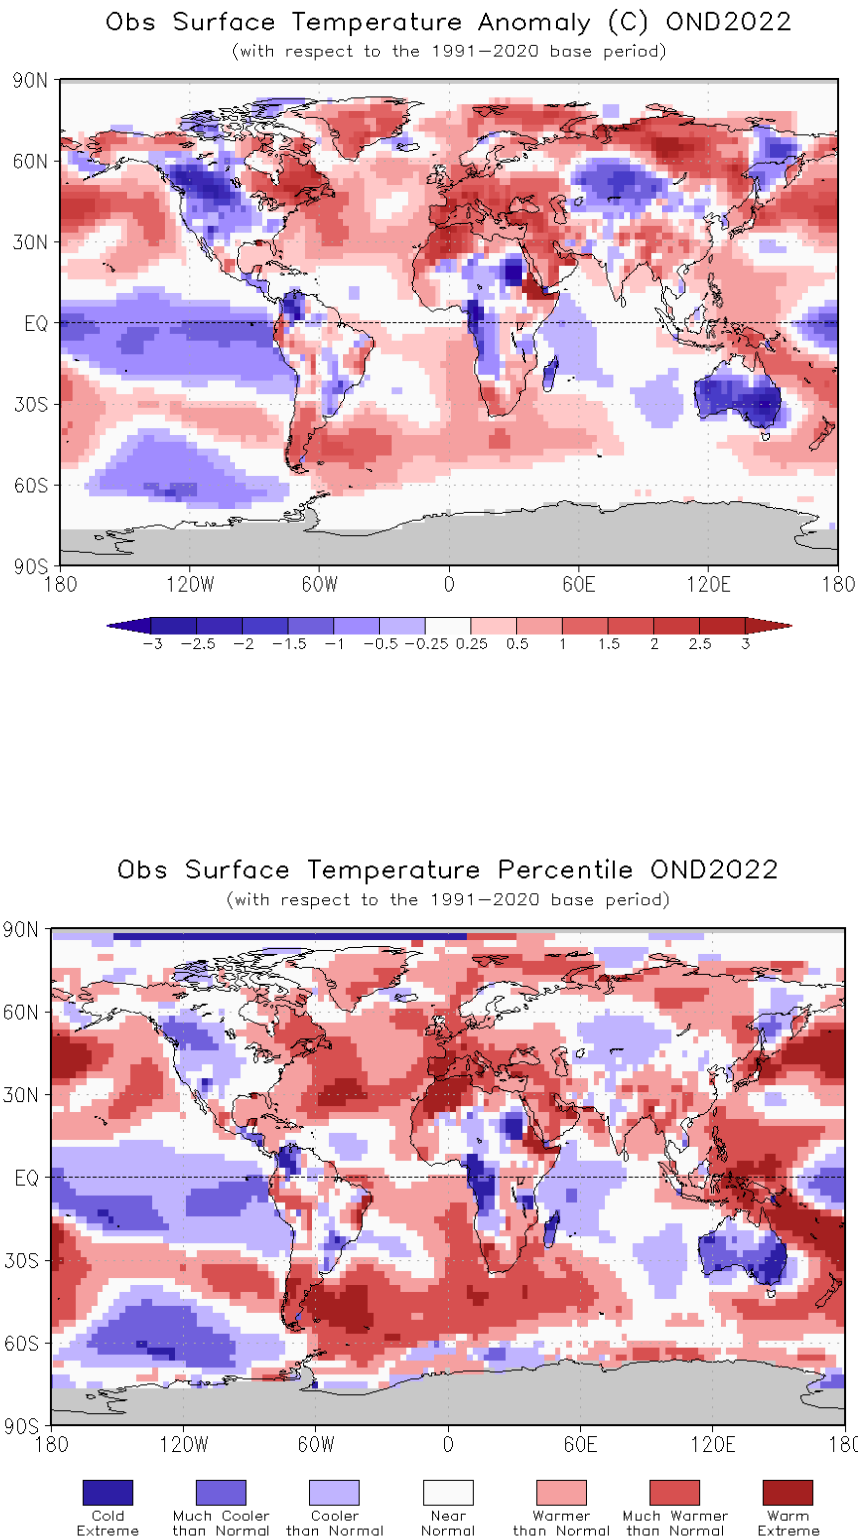 Obs Surface Temperature Anomaly (C) OND2022
(with respect to the 1991-2020 base period)
90N
60N
30N
EQ
30S
60S
90S
180 120W 60W 0 60E 120E 180
-3 -2.5 -2 -1.5 -1 -0.5 -0.25 0.25 0.5 1 1.5 2 2.5 3
Obs Surface Temperature Percentile OND2022
(with respect to the 1991-2020 base period)
90N
60N
30N
EQ
30S
60S
90S
180 120W 60W 0 60E 120E 180
Cold Much Cooler Cooler Near Warmer Much Warmer Warm
Extreme than Normal than Normal Normal than Normal than Normal Extreme